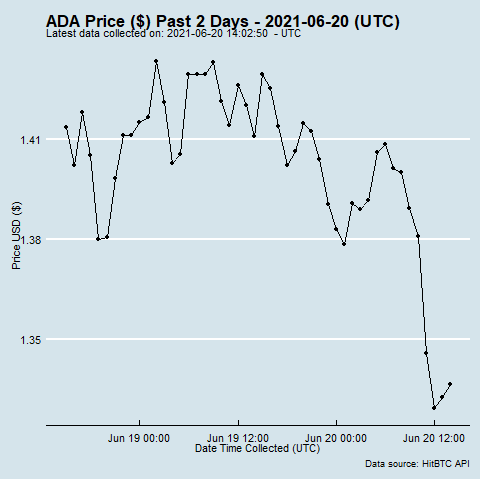 ADA Price ($) Past 2 Days - 2021-06-20 (UTC)
Latest data collected on: 2021-06-20 14:02:50 - UTC
1.41
1.38
1.35
Price USD ($)
Jun 19 00:00 Jun 19 12:00 Jun 20 00:00 Jun 20 12:00
Date Time Collected (UTC)
Data source: HitBTC API